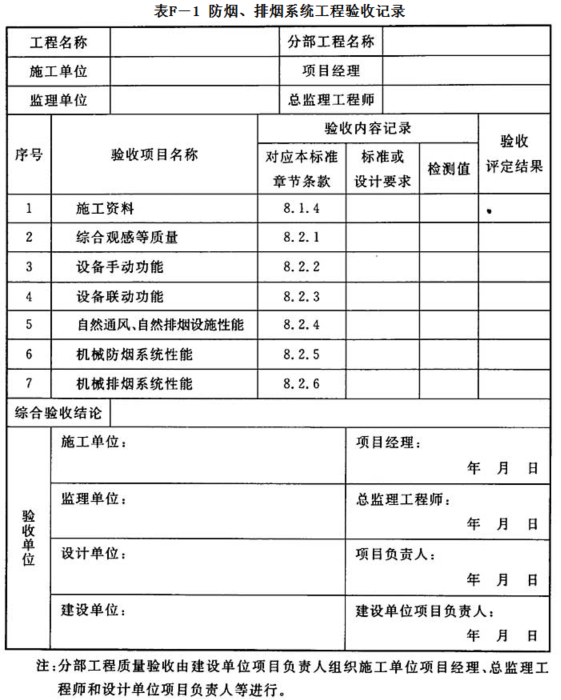 表F－1 防烟、排烟系统工程验收记录
工程名称 分部工程名称
施工单位 项目经理
监理单位 总监理工程师
序号 验收项目名称 验收内容记录 验收
评定结果
对应本标准
章节条款
标准或
设计要求
检测值
1 施工资料 8.1.4
2 综合观感等质量 8.2.1
3 设备手动功能 8.2.2
4 设备联动功能 8.2.3
5 自然通风、自然排烟设施性能 8.2.4
6 机械防烟系统性能 8.2.5
7 机械排烟系统性能 8.2.6
综合验收结论
验收单位
施工单位： 项目经理：
年 月 日
监理单位： 总监理工程师：
年 月 日
设计单位： 项目负责人：
年 月 日
建设单位： 建设单位项目负责人：
年 月 日
注：分部工程质量验收由建设单位项目负责人组织施工单位项目经理、总监理工
程师和设计单位项目负责人等进行。